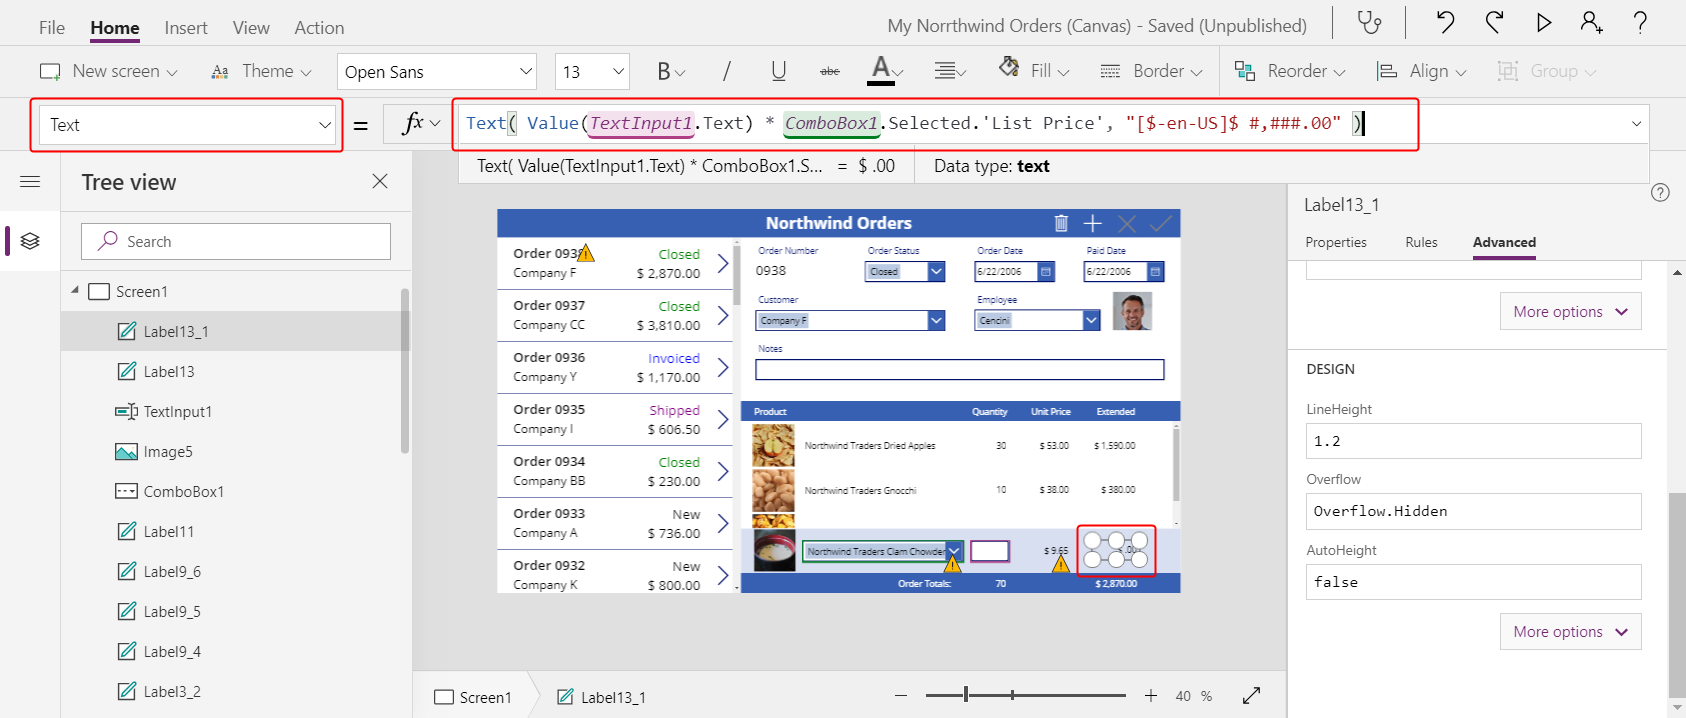 File Home Insert View Action
My Norrthwind Orders (Canvas) - Saved (Unpublished)
New screen Theme Open Sans 13 B / U abc A Fill Border Reorder Align Group
Text = fx Text( Value(TextInput1.Text) * ComboBox1.Selected.'List Price', "[$-en-US]$ #,###.00" )
Text( Value(TextInput1.Text) * ComboBox1.S... = $ .00 Data type: text
Tree view
Search
Screen1
Label13_1
Label13
TextInput1
Image5
ComboBox1
Label11
Label9_6
Label9_5
Label9_4
Label3_2
Northwind Orders
Order 0938 Closed
Company F $ 2,870.00
Order 0937 Closed
Company CC $ 3,810.00
Order 0936 Invoiced
Company Y $ 1,170.00
Order 0935 Shipped
Company I $ 606.50
Order 0934 Closed
Company BB $ 230.00
Order 0933 New
Company A $ 736.00
Order 0932 New
Company K $ 800.00
Order Number Order Status Order Date Paid Date
0938 Closed 6/22/2006 6/22/2006
Customer Employee
Company F Cencini
Notes
Product Quantity Unit Price Extended
Northwind Traders Dried Apples 30 $ 53.00 $ 1,590.00
Northwind Traders Gnocchi 10 $ 38.00 $ 380.00
Northwind Traders Clam Chowder $ 9.65 .00
Order Totals: 70 $ 2,870.00
Screen1 Label13_1
40 %
Label13_1
Properties Rules Advanced
More options
DESIGN
LineHeight
1.2
Overflow
Overflow.Hidden
AutoHeight
false
More options